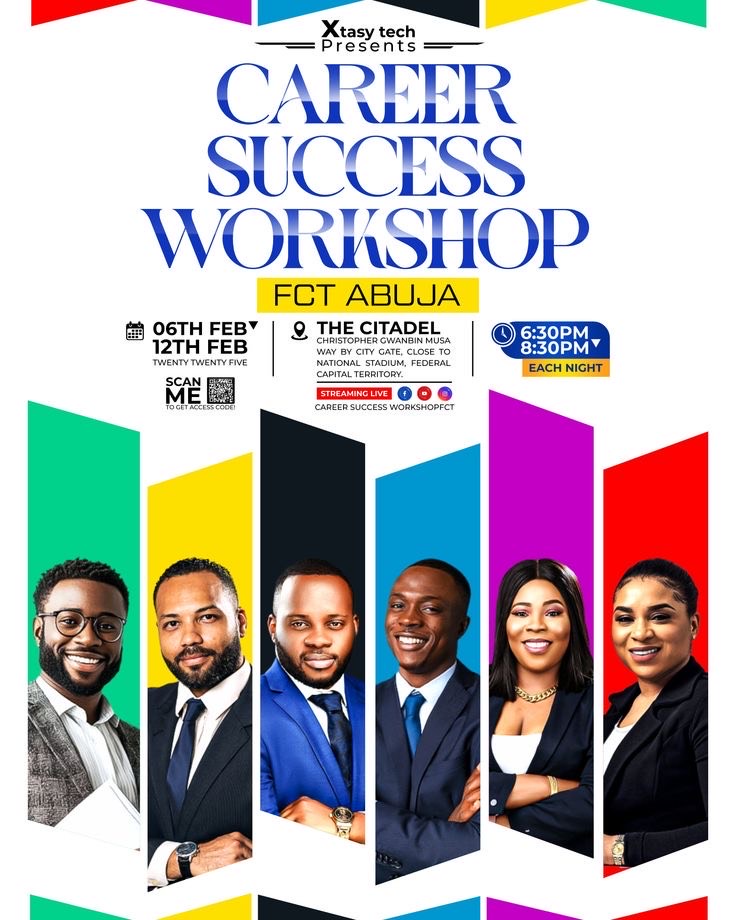 Xtasy tech
Presents
CAREER
SUCCESS
WORKSHOP
FCT ABUJA
06TH FEB
12TH FEB
TWENTY TWENTY FIVE
SCAN
ME
TO GET ACCESS CODE!
THE CITADEL
CHRISTOPHER GWANBIN MUSA
WAY BY CITY GATE, CLOSE TO
NATIONAL STADIUM, FEDERAL
CAPITAL TERRITORY.
STREAMING LIVE
CAREER SUCCESS WORKSHOPFCT
6:30PM
8:30PM
EACH NIGHT